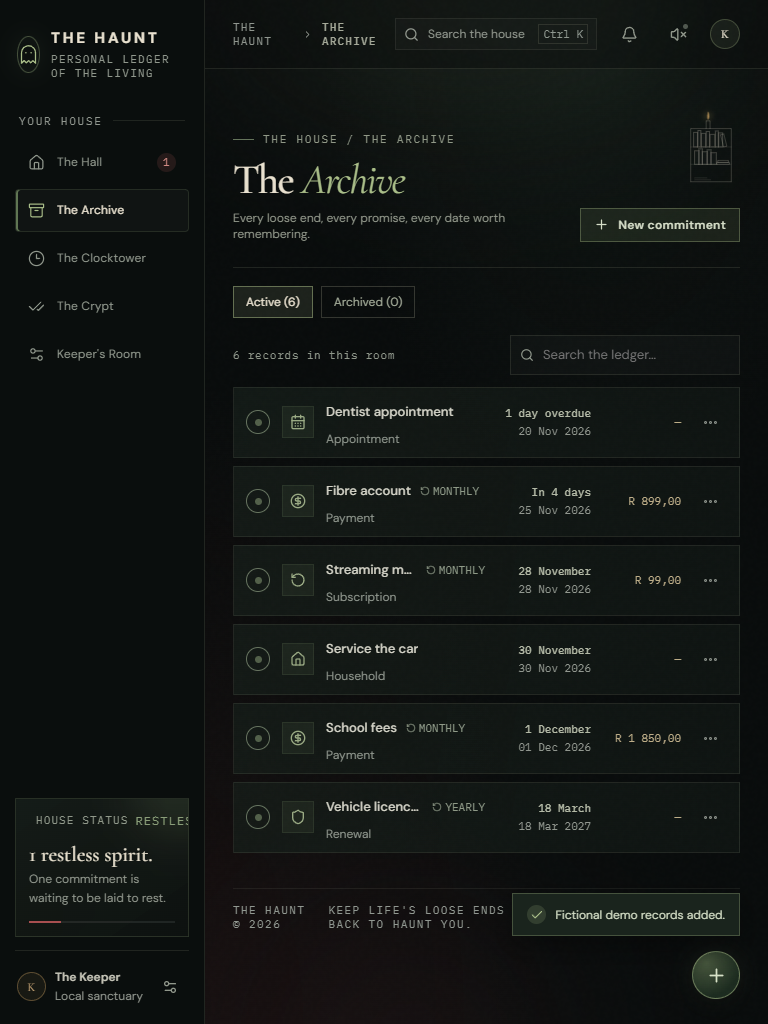 THE HAUNT
PERSONAL LEDGER
OF THE LIVING
YOUR HOUSE
The Hall 1
The Archive
The Clocktower
The Crypt
Keeper's Room
HOUSE STATUS RESTLES
1 restless spirit.
One commitment is
waiting to be laid to rest.
K The Keeper
Local sanctuary
THE HAUNT › THE ARCHIVE
Search the house Ctrl K
K
THE HOUSE / THE ARCHIVE
The Archive
Every loose end, every promise, every date worth
remembering.
New commitment
Active (6) Archived (0)
6 records in this room
Search the ledger…
Dentist appointment 1 day overdue –
Appointment 20 Nov 2026
Fibre account MONTHLY In 4 days R 899,00
Payment 25 Nov 2026
Streaming m… MONTHLY 28 November R 99,00
Subscription 28 Nov 2026
Service the car 30 November –
Household 30 Nov 2026
School fees MONTHLY 1 December R 1 850,00
Payment 01 Dec 2026
Vehicle licenc… YEARLY 18 March –
Renewal 18 Mar 2027
THE HAUNT
© 2026
KEEP LIFE'S LOOSE ENDS
BACK TO HAUNT YOU.
Fictional demo records added.